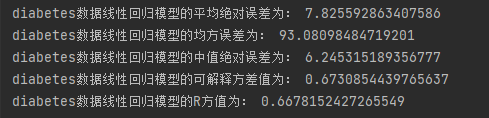 diabetes数据线性回归模型的平均绝对误差为： 7.825592863407586
diabetes数据线性回归模型的均方误差为： 93.08098484719201
diabetes数据线性回归模型的中值绝对误差为： 6.245315189356777
diabetes数据线性回归模型的可解释方差值为： 0.6730854439765637
diabetes数据线性回归模型的R方值为： 0.6678152427265549